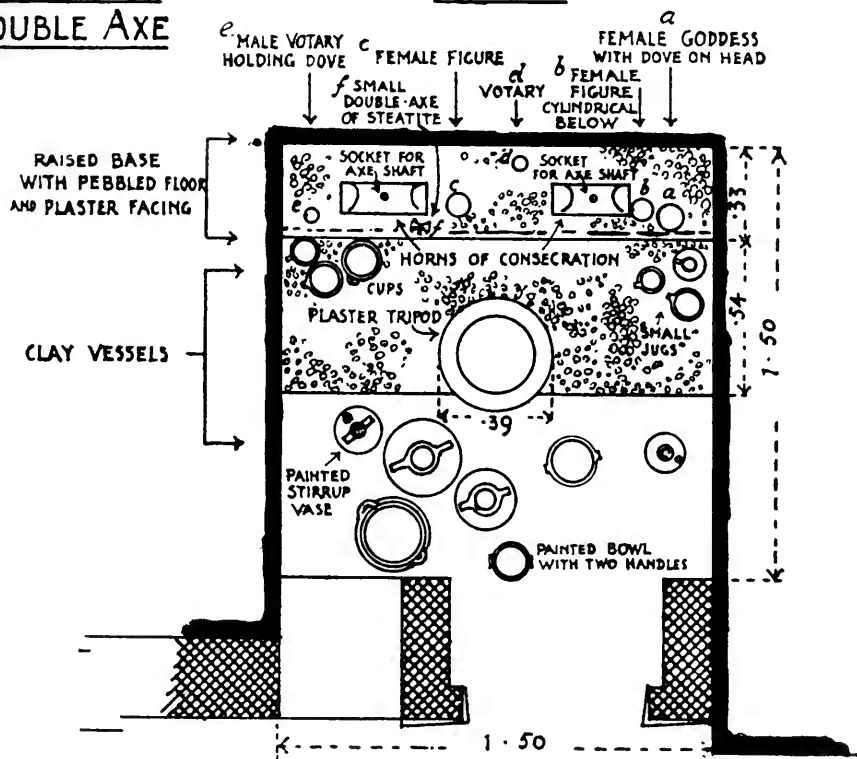 OUBLE AXE
e. MALE VOTARY
HOLDING DOVE
c FEMALE FIGURE
f SMALL
DOUBLE-AXE
OF STEATITE
d
VOTARY
b FEMALE
FIGURE
CYLINDRICAL
BELOW
a
FEMALE GODDESS
WITH DOVE ON HEAD
RAISED BASE
WITH PEBBLED FLOOR
AND PLASTER FACING
SOCKET FOR
AXE SHAFT
d
SOCKET
FOR AXE SHAFT
e
c
b
a
f
.33
HORNS OF CONSECRATION
CUPS
PLASTER TRIPOD
SMALL
JUGS
.54
1.50
CLAY VESSELS
.39
PAINTED
STIRRUP
VASE
PAINTED BOWL
WITH TWO HANDLES
1.50